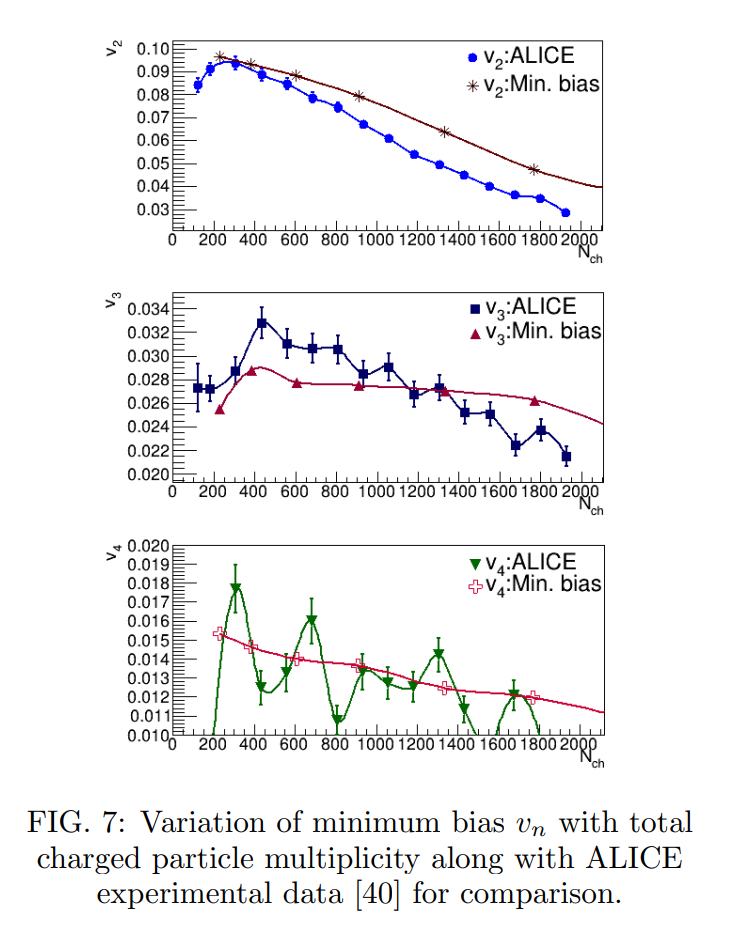 v2
0.10
0.09
0.08
0.07
0.06
0.05
0.04
0.03
v2:ALICE
v2:Min. bias
0 200 400 600 800 1000 1200 1400 1600 1800 2000
Nch
v3
0.034
0.032
0.030
0.028
0.026
0.024
0.022
0.020
v3:ALICE
v3:Min. bias
0 200 400 600 800 1000 1200 1400 1600 1800 2000
Nch
v4
0.020
0.019
0.018
0.017
0.016
0.015
0.014
0.013
0.012
0.011
0.010
v4:ALICE
v4:Min. bias
0 200 400 600 800 1000 1200 1400 1600 1800 2000
Nch
FIG. 7: Variation of minimum bias vn with total
charged particle multiplicity along with ALICE
experimental data [40] for comparison.